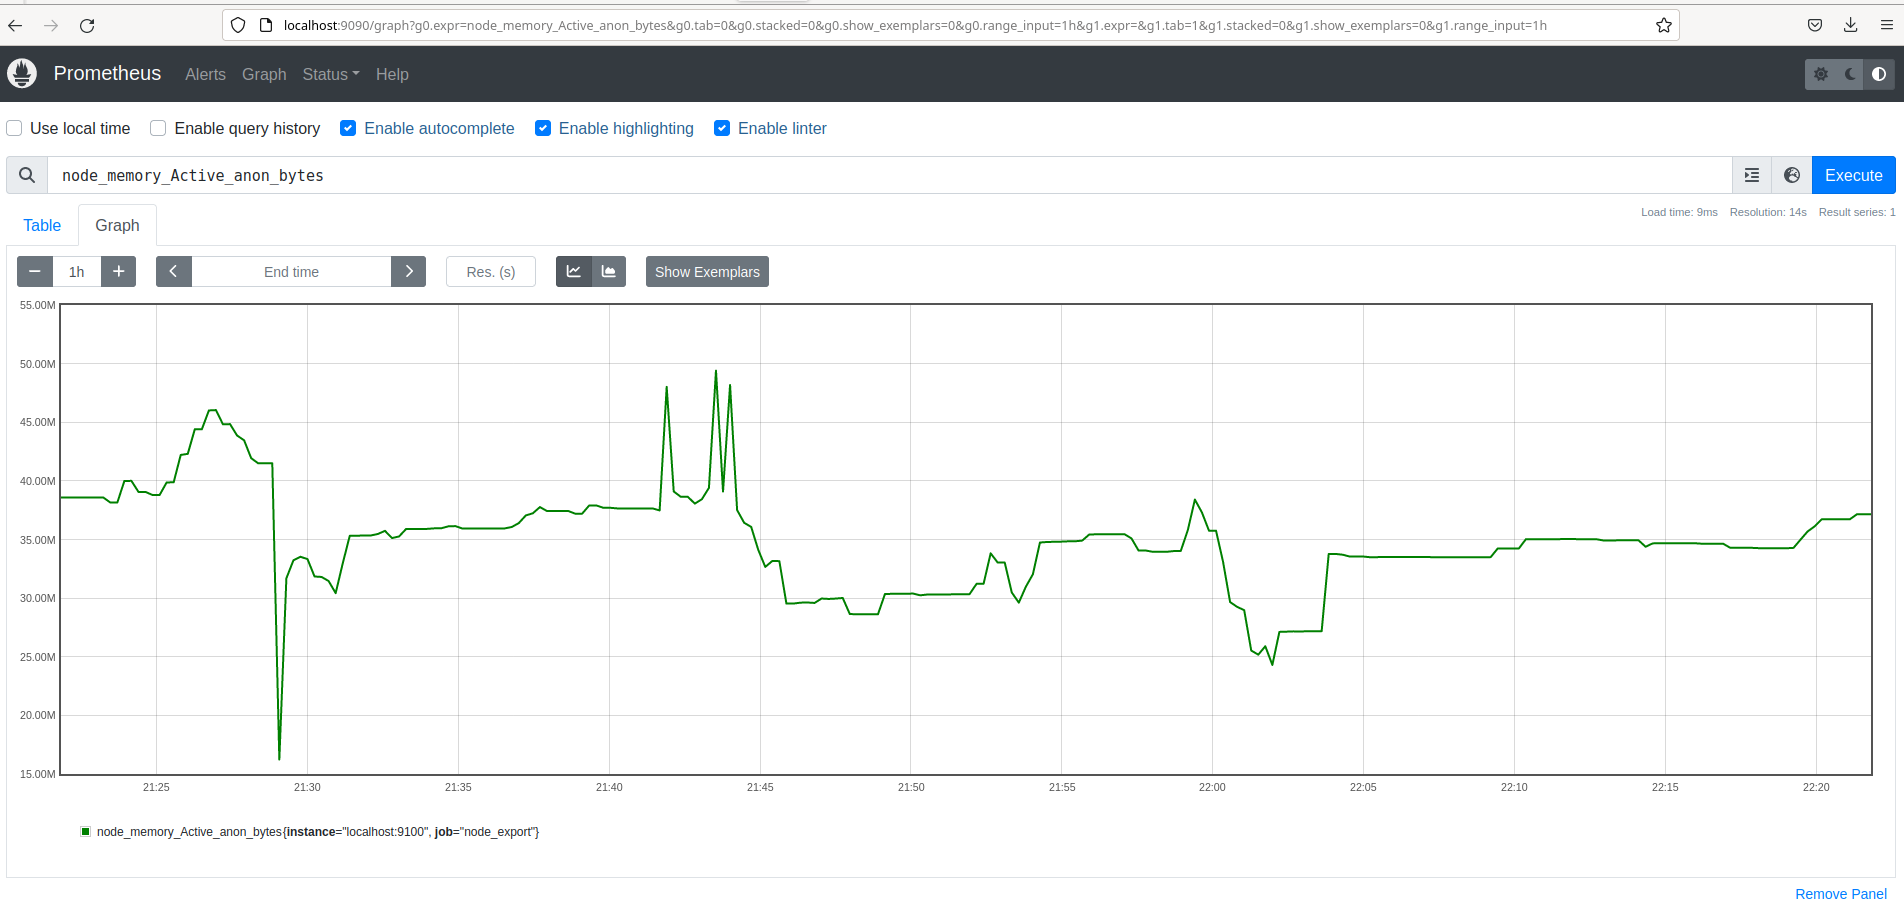 localhost:9090/graph?g0.expr=node_memory_Active_anon_bytes&g0.tab=0&g0.stacked=0&g0.show_exemplars=0&g0.range_input=1h&g1.expr=&g1.tab=1&g1.stacked=0&g1.show_exemplars=0&g1.range_input=1h
Prometheus Alerts Graph Status Help
Use local time Enable query history Enable autocomplete Enable highlighting Enable linter
node_memory_Active_anon_bytes Execute
Table Graph Load time: 9ms Resolution: 14s Result series: 1
1h End time Res. (s) Show Exemplars
55.00M
50.00M
45.00M
40.00M
35.00M
30.00M
25.00M
20.00M
15.00M
21:25 21:30 21:35 21:40 21:45 21:50 21:55 22:00 22:05 22:10 22:15 22:20
node_memory_Active_anon_bytes{instance="localhost:9100", job="node_export"}
Remove Panel